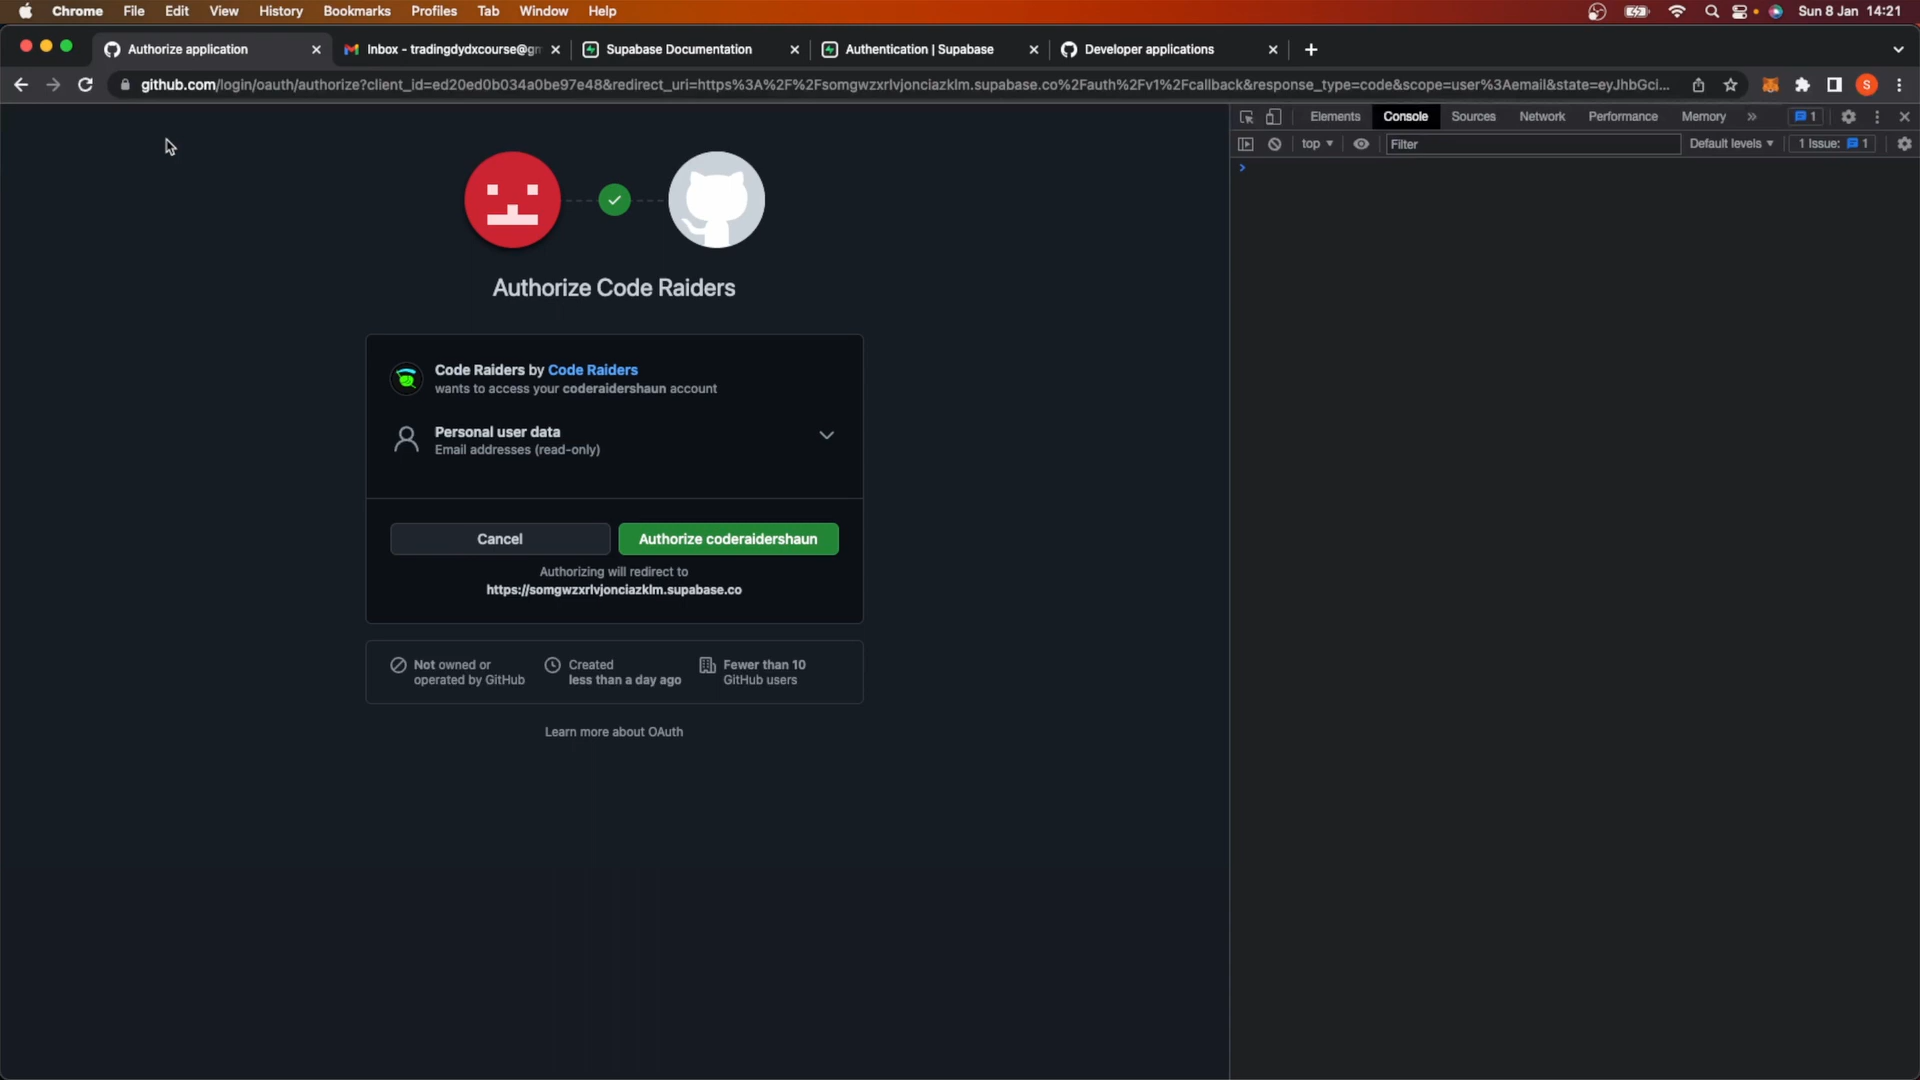 Chrome File Edit View History Bookmarks Profiles Tab Window Help Sun 8 Jan 14:21
Authorize application Inbox - tradingdydxcourse@gm Supabase Documentation Authentication | Supabase Developer applications
github.com/login/oauth/authorize?client_id=ed20ed0b034a0be97e48&redirect_uri=https%3A%2F%2Fsomgwzxrlvjonciazklm.supabase.co%2Fauth%2Fv1%2Fcallback&response_type=code&scope=user%3Aemail&state=eyJhbGci... S
Elements Console Sources Network Performance Memory » 1
top Filter Default levels 1 Issue: 1
Authorize Code Raiders
Code Raiders by Code Raiders
wants to access your coderaidershaun account
Personal user data
Email addresses (read-only)
Cancel Authorize coderaidershaun
Authorizing will redirect to
https://somgwzxrlvjonciazklm.supabase.co
Not owned or
operated by GitHub
Created
less than a day ago
Fewer than 10
GitHub users
Learn more about OAuth